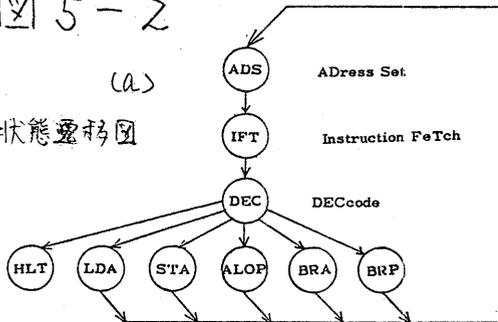 図5-2
(a)
状態遷移図
ADS ADress Set
IFT Instruction FeTch
DEC DECcode
HLT LDA STA ALOP BRA BRP